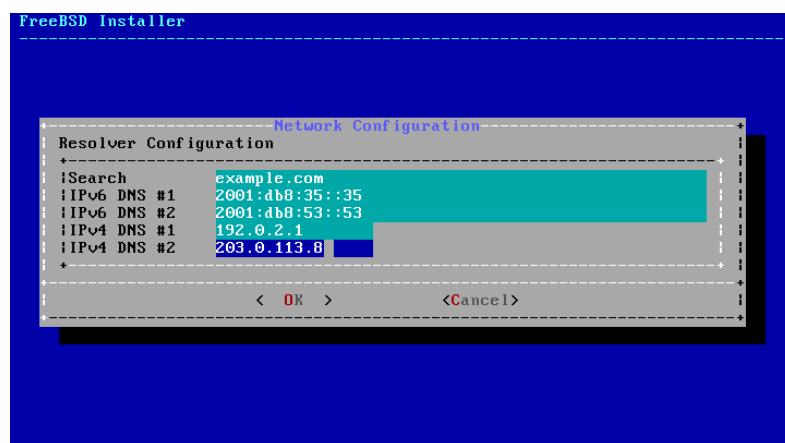 FreeBSD Installer
Network Configuration
Resolver Configuration
Search example.com
IPv6 DNS #1 2001:db8:35::35
IPv6 DNS #2 2001:db8:53::53
IPv4 DNS #1 192.0.2.1
IPv4 DNS #2 203.0.113.8
< OK > <Cancel>